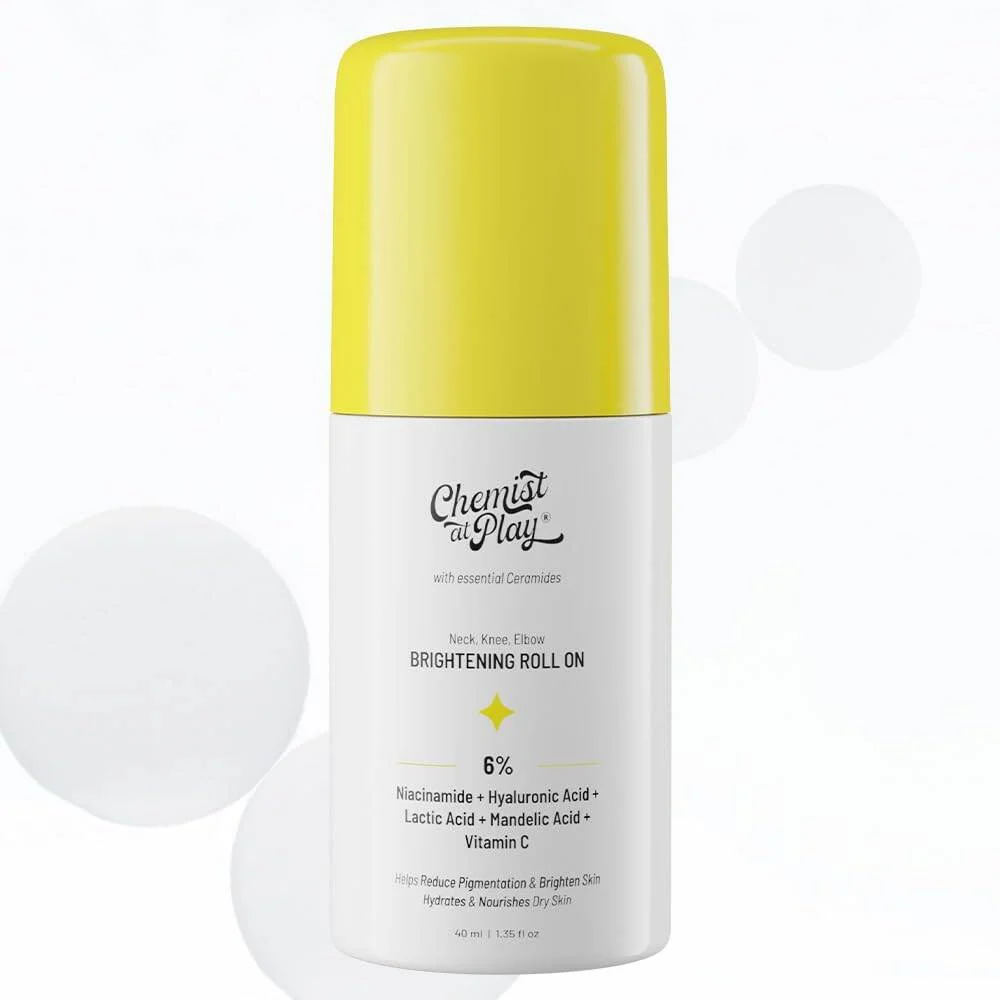 Chemist
at Play®
with essential Ceramides
Neck, Knee, Elbow
BRIGHTENING ROLL ON
6%
Niacinamide + Hyaluronic Acid +
Lactic Acid + Mandelic Acid +
Vitamin C
Helps Reduce Pigmentation & Brighten Skin
Hydrates & Nourishes Dry Skin
40 ml | 1.35 fl oz